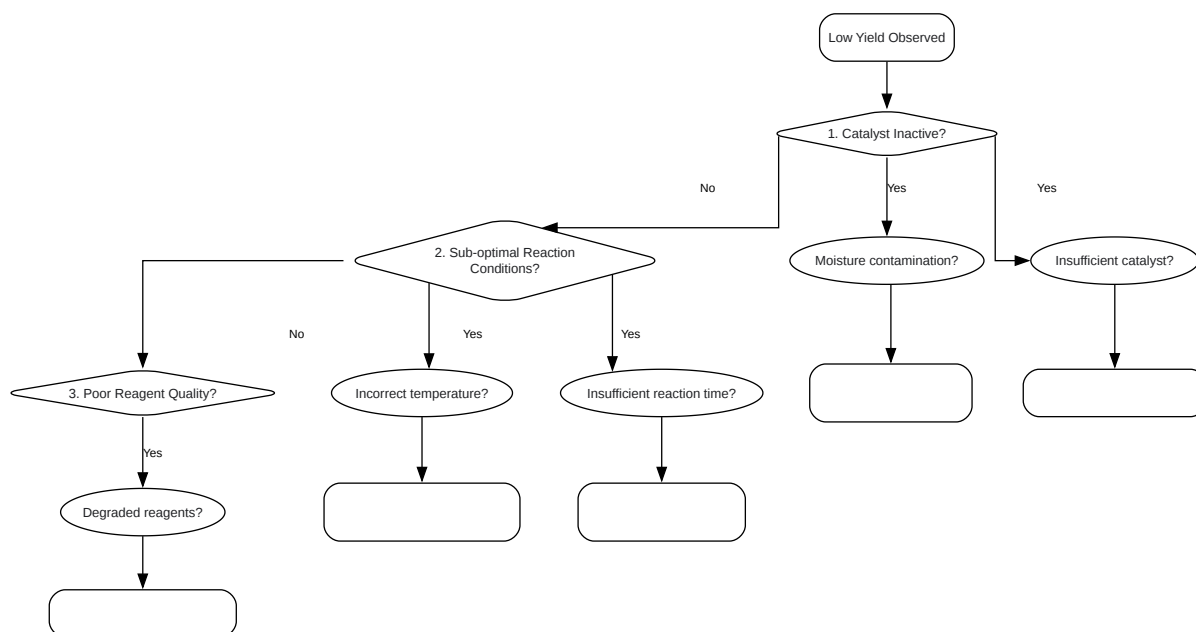 Low Yield Observed
1. Catalyst Inactive?
No
Yes
Yes
2. Sub-optimal Reaction
Conditions?
Moisture contamination?
Insufficient catalyst?
No
Yes
Yes
3. Poor Reagent Quality?
Incorrect temperature?
Insufficient reaction time?
Yes
Degraded reagents?